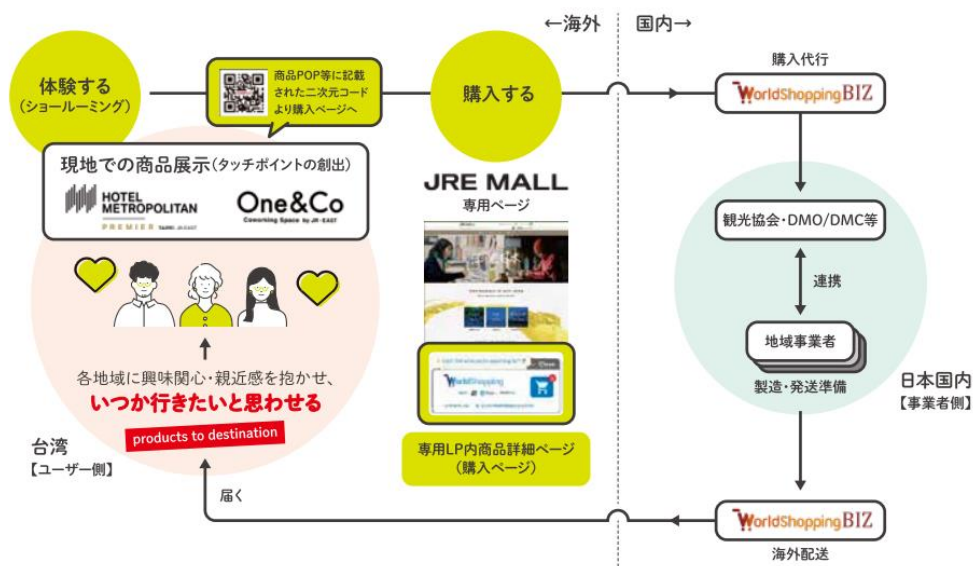 ←海外
国内→
体験する
(ショールーミング)
商品POP等に記載
された二次元コード
より購入ページへ
購入する
購入代行
WorldShopping BIZ
現地での商品展示(タッチポイントの創出)
HOTEL
METROPOLITAN
PREMIER TAIPEI JR-EAST
One&Co
Coworking Space by JR-EAST
JRE MALL
専用ページ
WorldShopping
専用LP内商品詳細ページ
(購入ページ)
観光協会・DMO/DMC等
連携
地域事業者
製造・発送準備
日本国内
【事業者側】
各地域に興味関心・親近感を抱かせ、
いつか行きたいと思わせる
products to destination
台湾
【ユーザー側】
届く
WorldShopping BIZ
海外配送